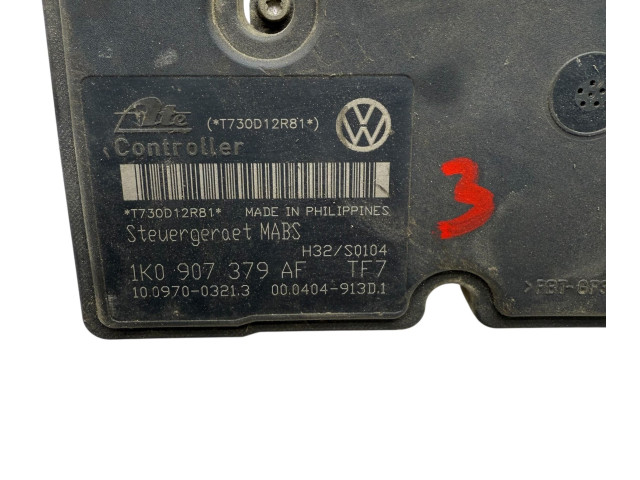 Ate (*T730D12R81*)
Controller
*T730D12R81* MADE IN PHILIPPINES
Steuergeraet MABS
H32/SQ104
1K0 907 379 AF TF7
10.0970-0321.3 00.0404-913D.1
3